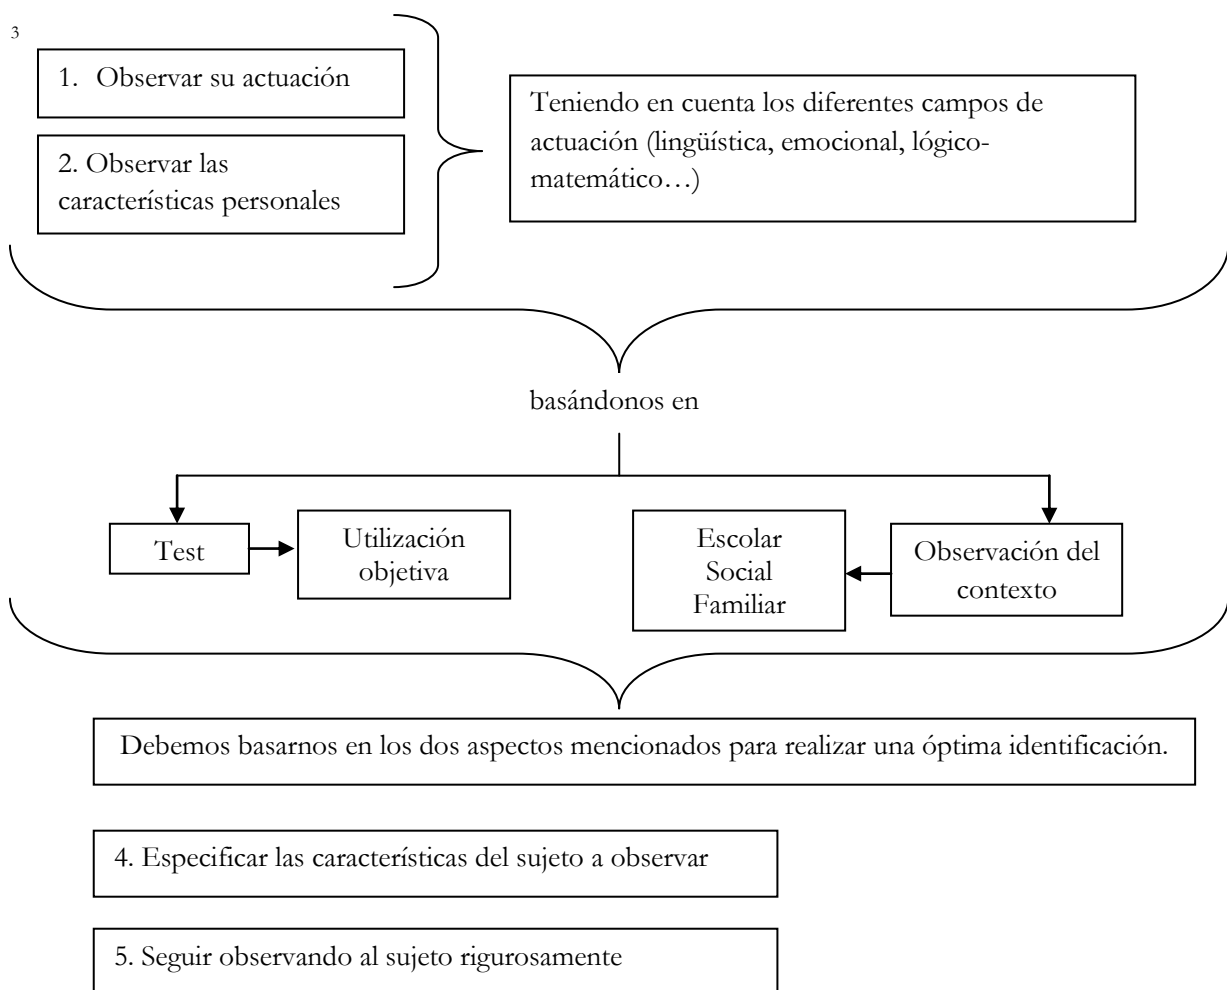 3
1. Observar su actuación
2. Observar las
características personales
Teniendo en cuenta los diferentes campos de
actuación (lingüística, emocional, lógico-
matemático…)
basándonos en
Test
Utilización
objetiva
Escolar
Social
Familiar
Observación del
contexto
Debemos basarnos en los dos aspectos mencionados para realizar una óptima identificación.
4. Especificar las características del sujeto a observar
5. Seguir observando al sujeto rigurosamente